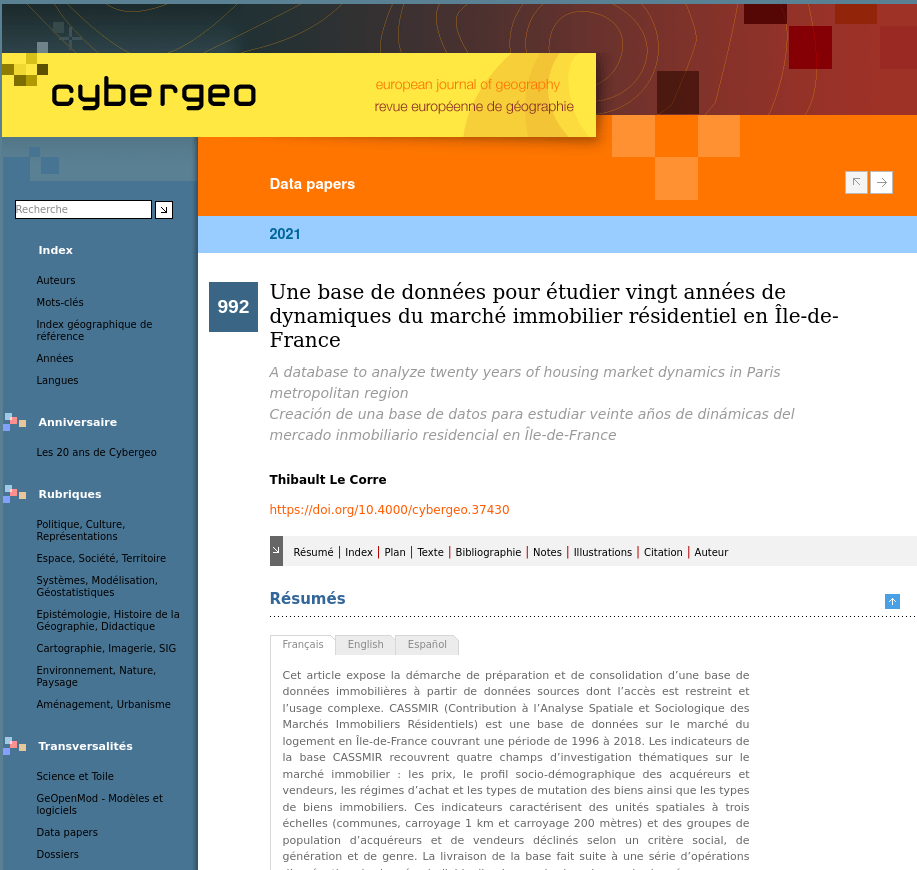 cybergeo
european journal of geography
revue européenne de géographie
Data papers
2021
Recherche
Index
Auteurs
Mots-clés
Index géographique de
référence
Années
Langues
Anniversaire
Les 20 ans de Cybergeo
Rubriques
Politique, Culture,
Représentations
Espace, Société, Territoire
Systèmes, Modélisation,
Géostatistiques
Epistémologie, Histoire de la
Géographie, Didactique
Cartographie, Imagerie, SIG
Environnement, Nature,
Paysage
Aménagement, Urbanisme
Transversalités
Science et Toile
GeOpenMod - Modèles et
logiciels
Data papers
Dossiers
992
Une base de données pour étudier vingt années de
dynamiques du marché immobilier résidentiel en Île-de-
France
A database to analyze twenty years of housing market dynamics in Paris
metropolitan region
Creación de una base de datos para estudiar veinte años de dinámicas del
mercado inmobiliario residencial en Île-de-France
Thibault Le Corre
https://doi.org/10.4000/cybergeo.37430
Résumé | Index | Plan | Texte | Bibliographie | Notes | Illustrations | Citation | Auteur
Résumés
Français English Español
Cet article expose la démarche de préparation et de consolidation d’une base de
données immobilières à partir de données sources dont l’accès est restreint et
l’usage complexe. CASSMIR (Contribution à l’Analyse Spatiale et Sociologique des
Marchés Immobiliers Résidentiels) est une base de données sur le marché du
logement en Île-de-France couvrant une période de 1996 à 2018. Les indicateurs de
la base CASSMIR recouvrent quatre champs d’investigation thématiques sur le
marché immobilier : les prix, le profil socio-démographique des acquéreurs et
vendeurs, les régimes d’achat et les types de mutation des biens ainsi que les types
de biens immobiliers. Ces indicateurs caractérisent des unités spatiales à trois
échelles (communes, carroyage 1 km et carroyage 200 mètres) et des groupes de
population d’acquéreurs et de vendeurs déclinés selon un critère social, de
génération et de genre. La livraison de la base fait suite à une série d’opérations